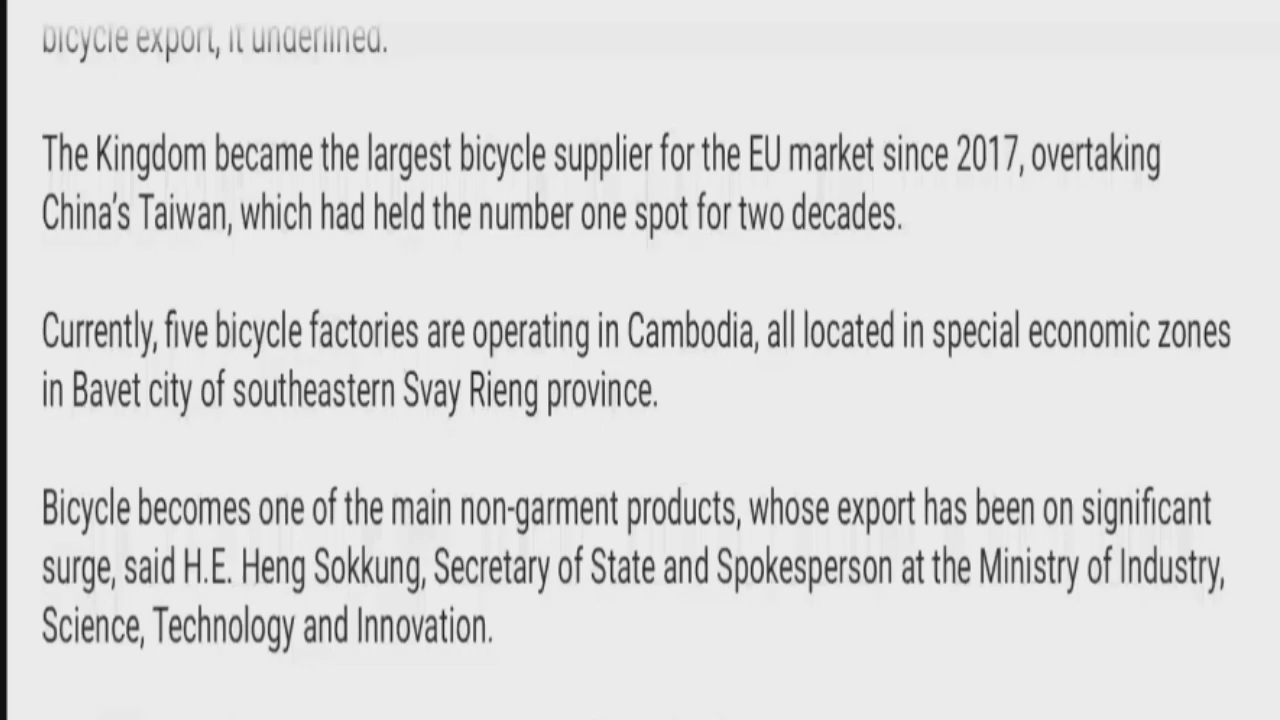 bicycle export, it underlined.
The Kingdom became the largest bicycle supplier for the EU market since 2017, overtaking
China's Taiwan, which had held the number one spot for two decades.
Currently, five bicycle factories are operating in Cambodia, all located in special economic zones
in Bavet city of southeastern Svay Rieng province.
Bicycle becomes one of the main non-garment products, whose export has been on significant
surge, said H.E. Heng Sokkung, Secretary of State and Spokesperson at the Ministry of Industry,
Science, Technology and Innovation.